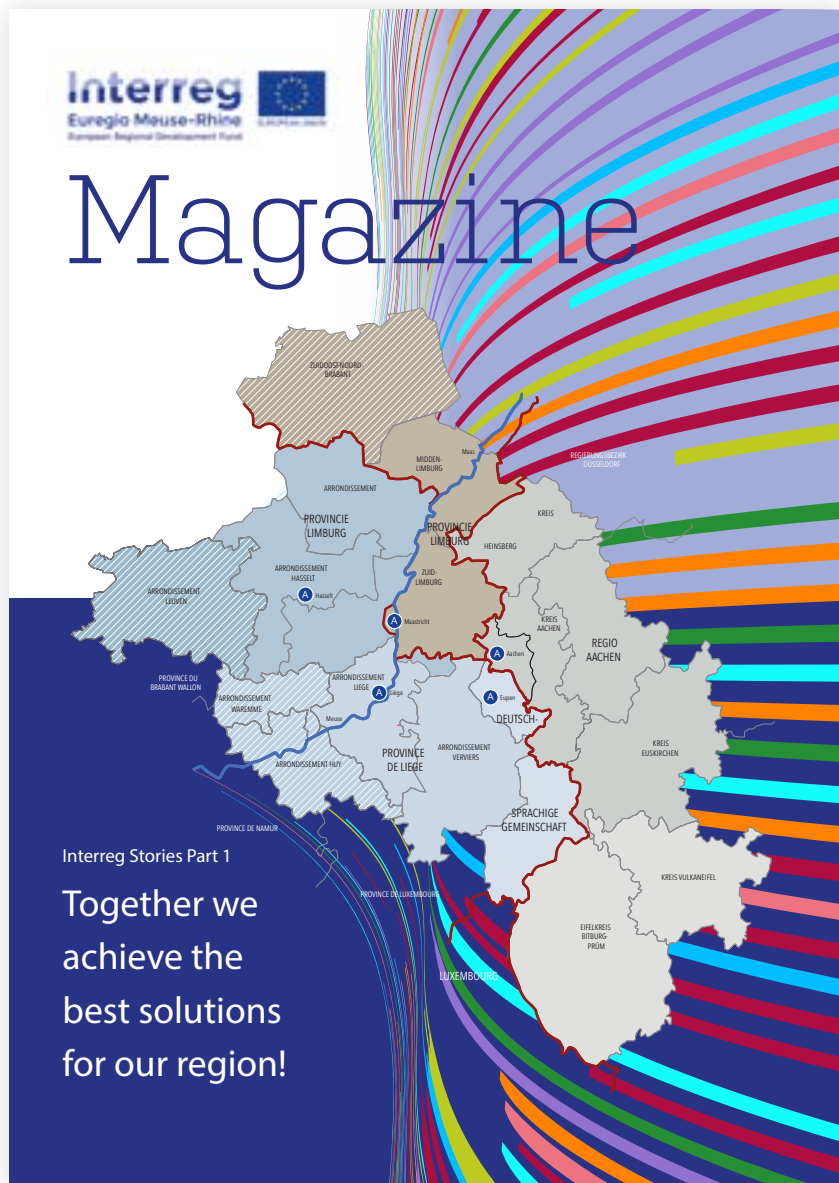 Interreg
Euregio Meuse-Rhine
European Regional Development Fund
EUROPEAN UNION
Magazine
ZUIDOOST-NOORD-
BRABANT
MIDDEN-
LIMBURG
Maas
REGIERUNGSBEZIRK
DÜSSELDORF
ARRONDISSEMENT
PROVINCIE
LIMBURG
PROVINCIE
LIMBURG
KREIS
HEINSBERG
ARRONDISSEMENT
HASSELT
A Hasselt
ZUID-
LIMBURG
ARRONDISSEMENT
LEUVEN
A Maastricht
KREIS
AACHEN
REGIO
AACHEN
A Aachen
PROVINCE DU
BRABANT WALLON
ARRONDISSEMENT
WAREMME
ARRONDISSEMENT
LIEGE
A Liège
A Eupen
DEUTSCH-
Meuse
ARRONDISSEMENT HUY
PROVINCE
DE LIEGE
ARRONDISSEMENT
VERVIERS
KREIS
EUSKIRCHEN
SPRACHIGE
GEMEINSCHAFT
PROVINCE DE NAMUR
PROVINCE DE LUXEMBOURG
KREIS VULKANEIFEL
EIFELKREIS
BITBURG-
PRÜM
LUXEMBOURG
Interreg Stories Part 1
Together we
achieve the
best solutions
for our region!